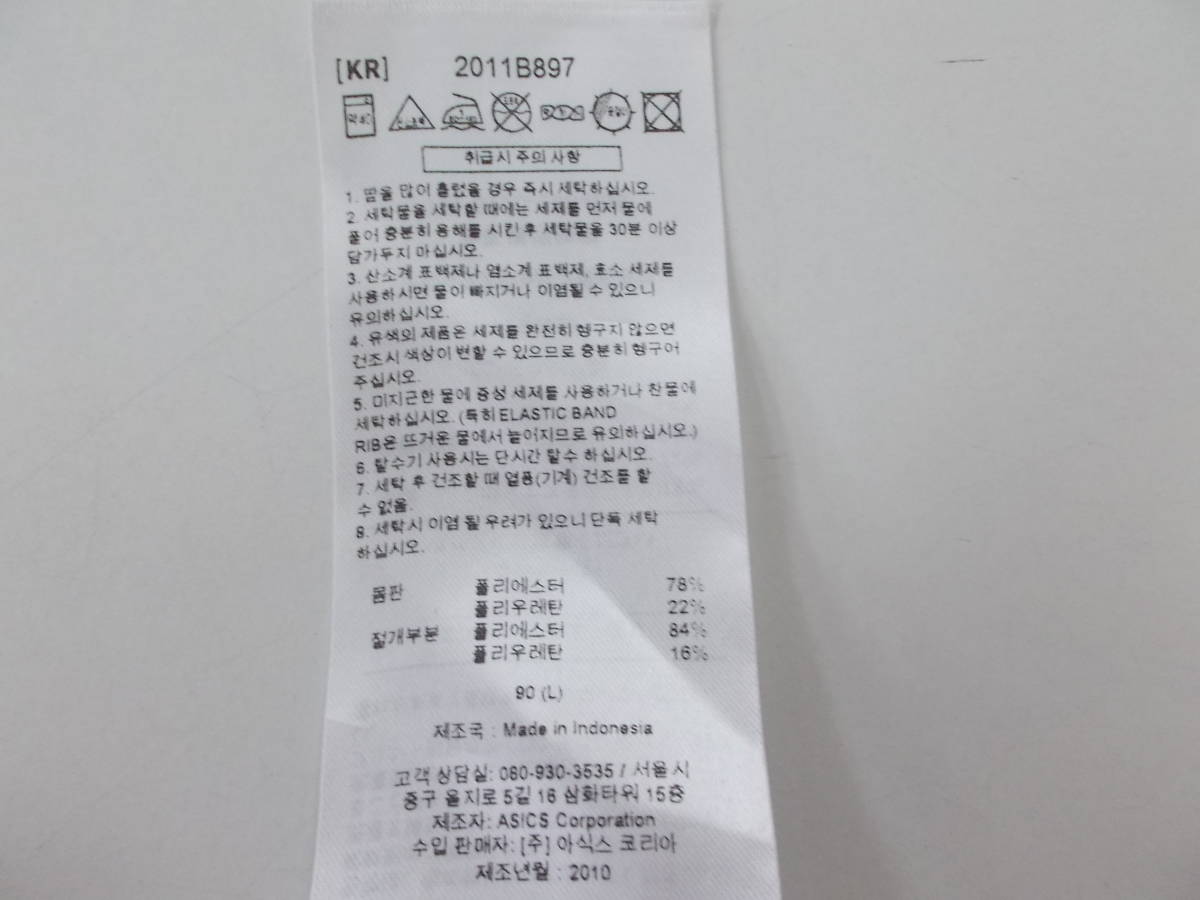 [KR] 2011B897
취급시 주의 사항
1. 땀을 많이 흘렸을 경우 즉시 세탁하십시오.
2. 세탁물을 세탁할 때에는 세제를 먼저 물에
풀어 충분히 용해를 시킨 후 세탁물을 30분 이상
담가두지 마십시오.
3. 산소계 표백제나 염소계 표백제, 효소 세제를
사용하시면 물이 빠지거나 이염될 수 있으니
유의하십시오.
4. 유색의 제품은 세제를 완전히 헹구지 않으면
건조시 색상이 변할 수 있으므로 충분히 헹구어
주십시오.
5. 미지근한 물에 중성 세제를 사용하거나 찬물에
세탁하십시오. (특히 ELASTIC BAND
RIB은 뜨거운 물에서 늘어지므로 유의하십시오.)
6. 탈수기 사용시는 단시간 탈수 하십시오.
7. 세탁 후 건조할 때 열풍(기계) 건조를 할
수 없음.
8. 세탁시 이염 될 우려가 있으니 단독 세탁
하십시오.
몸판 폴리에스터 78%
폴리우레탄 22%
절개부분 폴리에스터 84%
폴리우레탄 16%
90 (L)
제조국 : Made in Indonesia
고객 상담실: 080-930-3535 / 서울시
중구 을지로 5길 16 삼화타워 15층
제조자: ASICS Corporation
수입 판매자: [주] 아식스 코리아
제조년월 : 2010